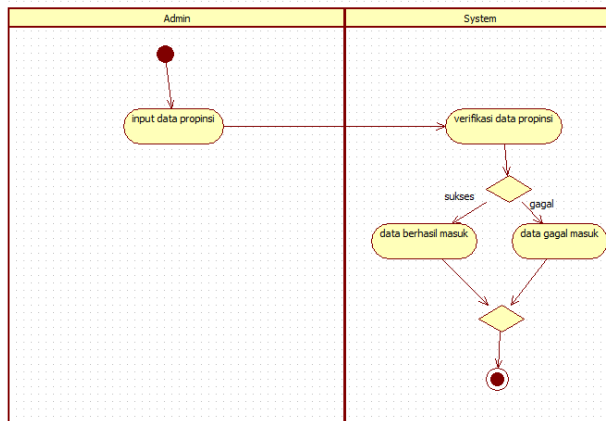 Admin
System
input data propinsi
verifikasi data propinsi
sukses
gagal
data berhasil masuk
data gagal masuk